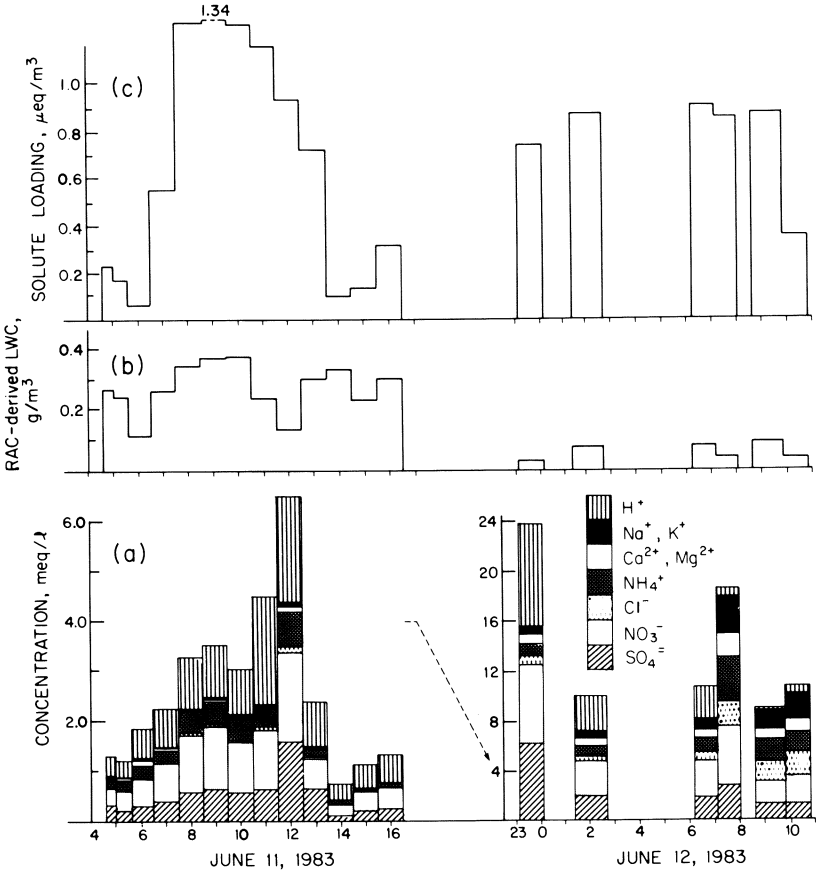 1.34
(c)
SOLUTE LOADING, µeq/m³
1.0
0.8
0.6
0.4
0.2
(b)
RAC-derived LWC,
g/m³
0.4
0.2
(a)
CONCENTRATION, meq/ℓ
6.0
4.0
2.0
4 6 8 10 12 14 16
JUNE 11, 1983
24
20
16
12
8
4
H⁺
Na⁺, K⁺
Ca²⁺, Mg²⁺
NH₄⁺
Cl⁻
NO₃⁻
SO₄⁼
23 0 2 4 6 8 10
JUNE 12, 1983